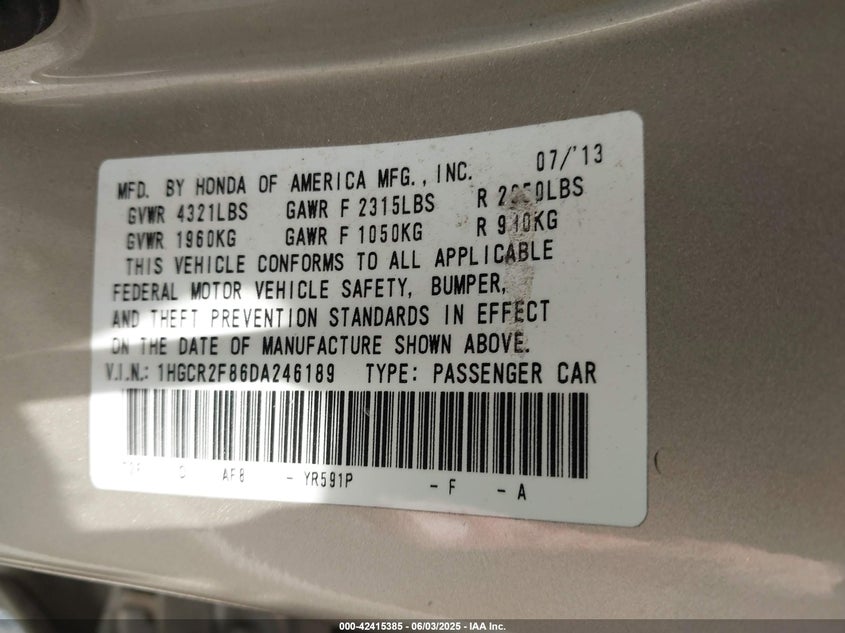 MFD. BY HONDA OF AMERICA MFG., INC. 07/'13
GVWR 4321LBS GAWR F 2315LBS R
GVWR 1960KG GAWR F 1050KG R
THIS VEHICLE CONFORMS TO ALL APPLICABLE
FEDERAL MOTOR VEHICLE SAFETY, BUMPER,
AND THEFT PREVENTION STANDARDS IN EFFECT
ON THE DATE OF MANUFACTURE SHOWN ABOVE.
V.I.N.: 1HGCR2F86DA246189 TYPE: PASSENGER CAR
AF8 - YR591P - F - A
000-42415385 - 06/03/2025 - IAA Inc.